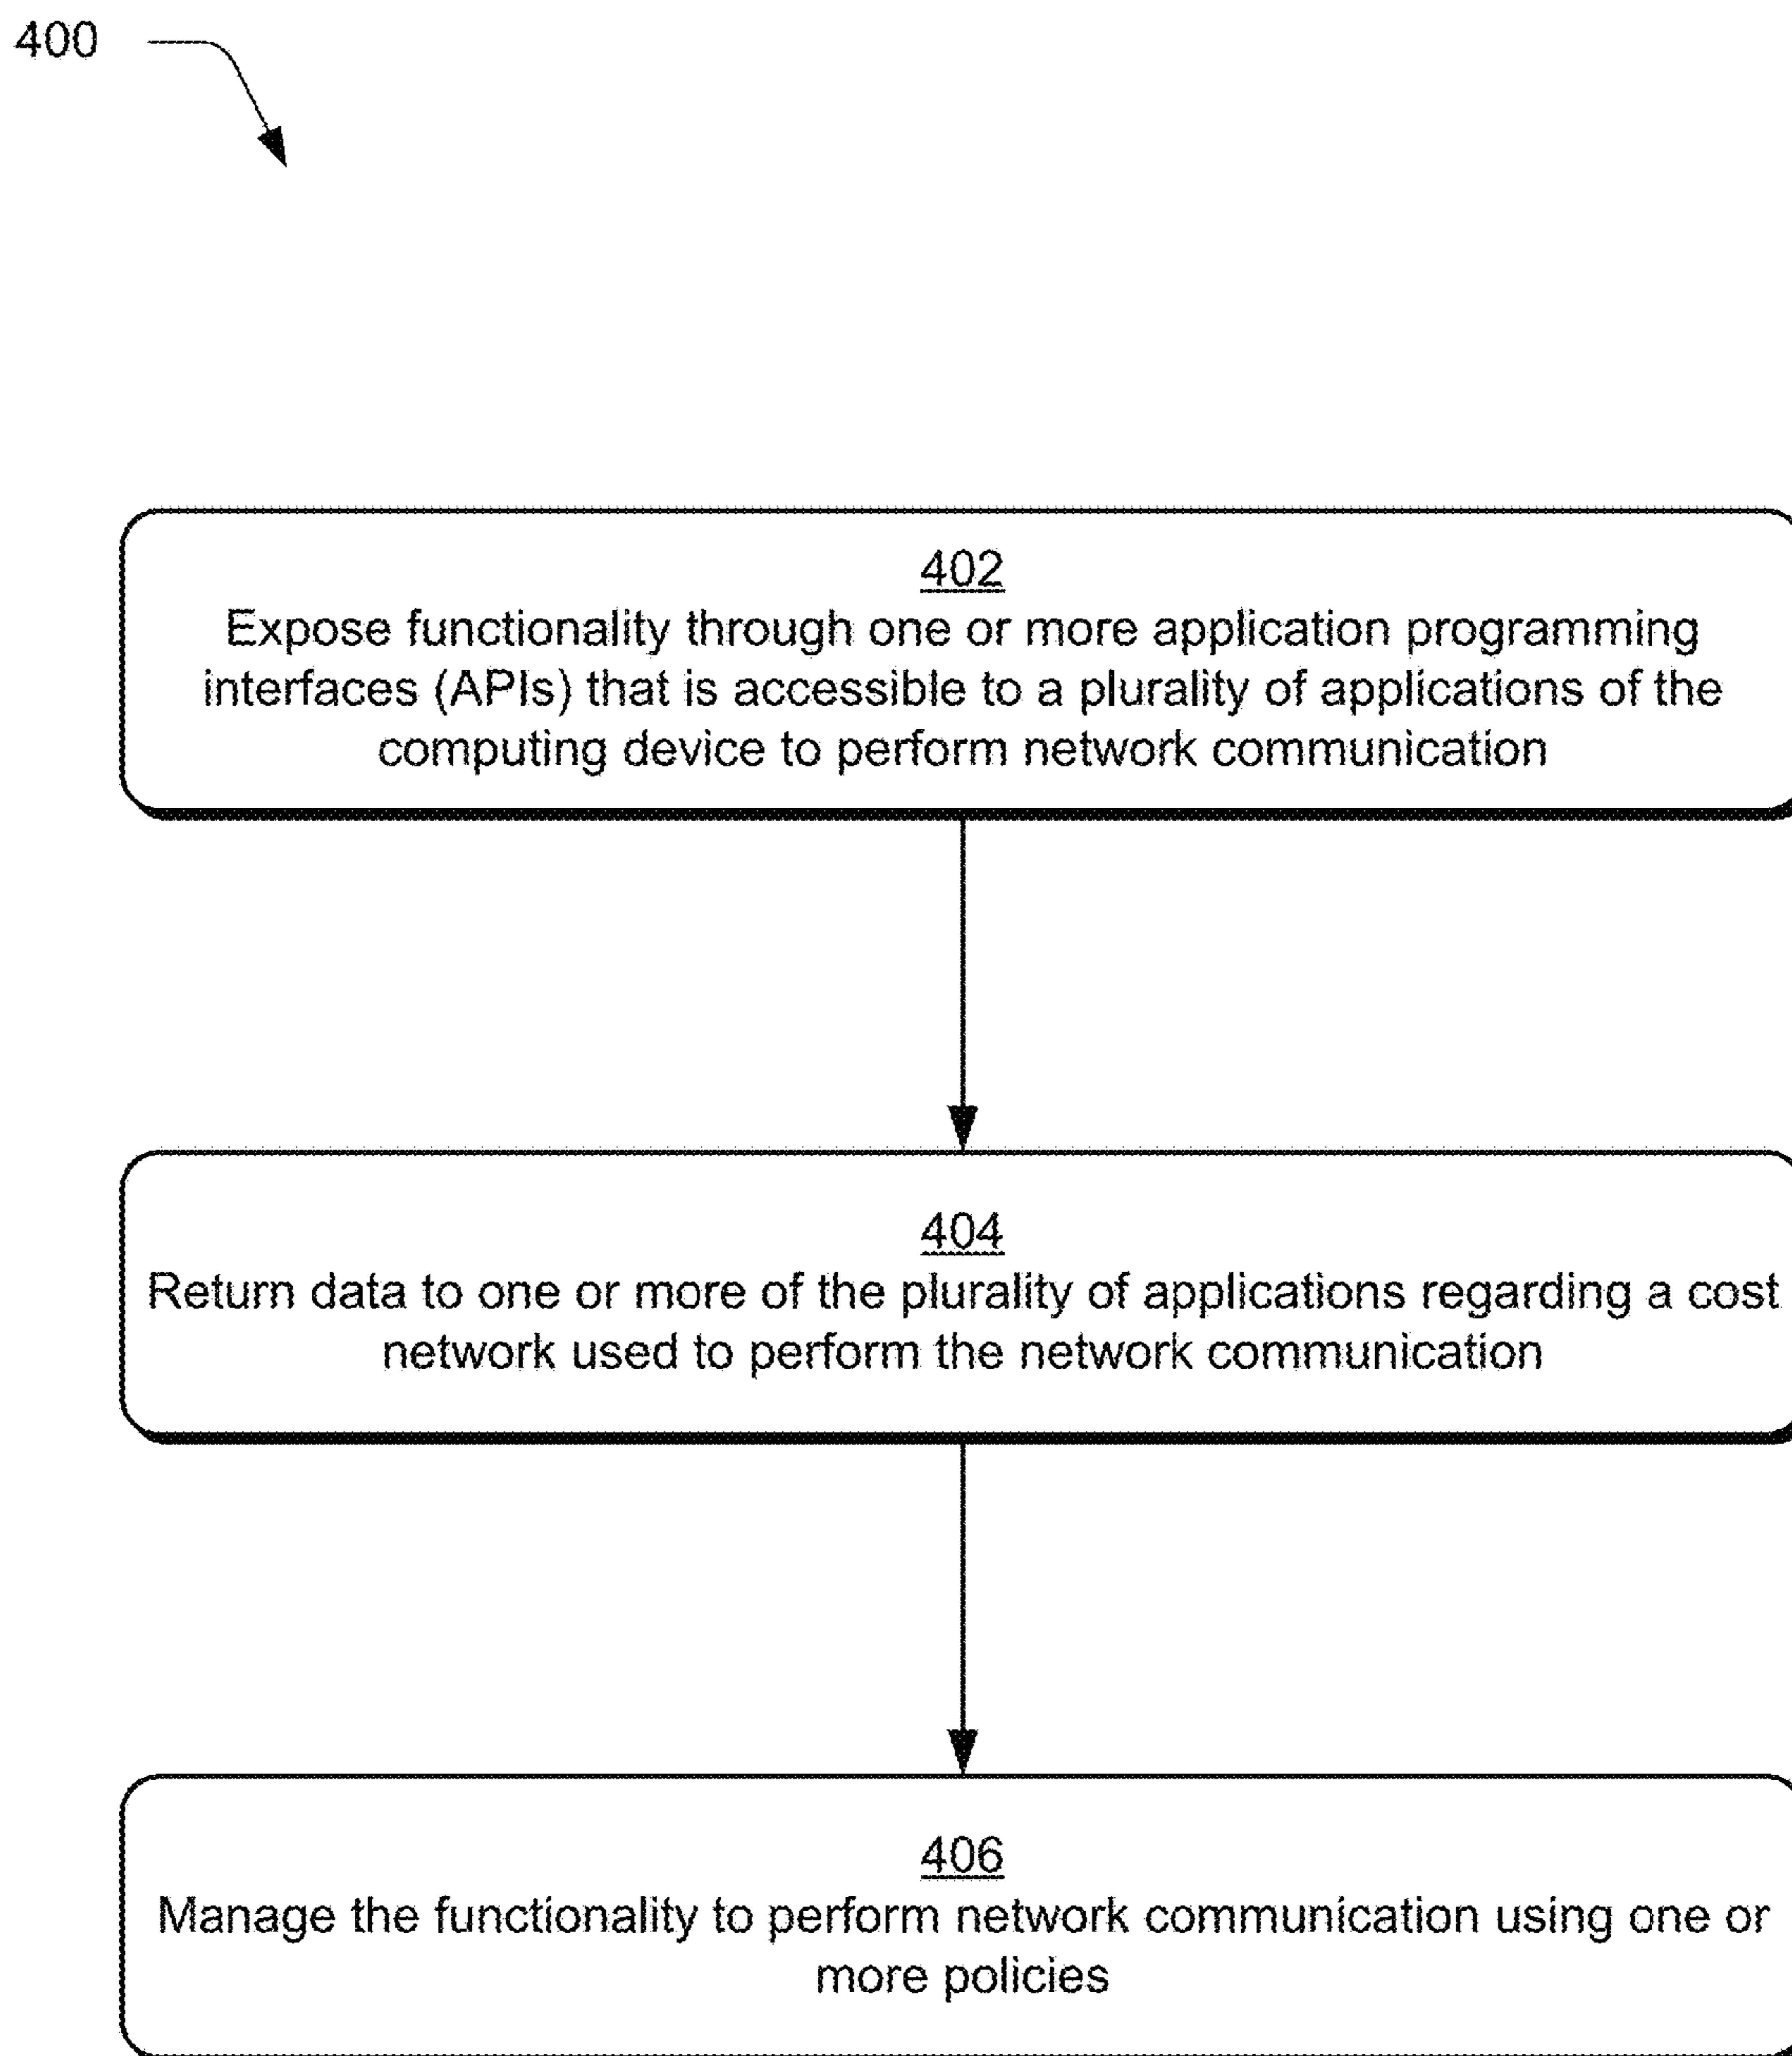 400
402
Expose functionality through one or more application programming
interfaces (APIs) that is accessible to a plurality of applications of the
computing device to perform network communication
404
Return data to one or more of the plurality of applications regarding a cost
network used to perform the network communication
406
Manage the functionality to perform network communication using one or
more policies